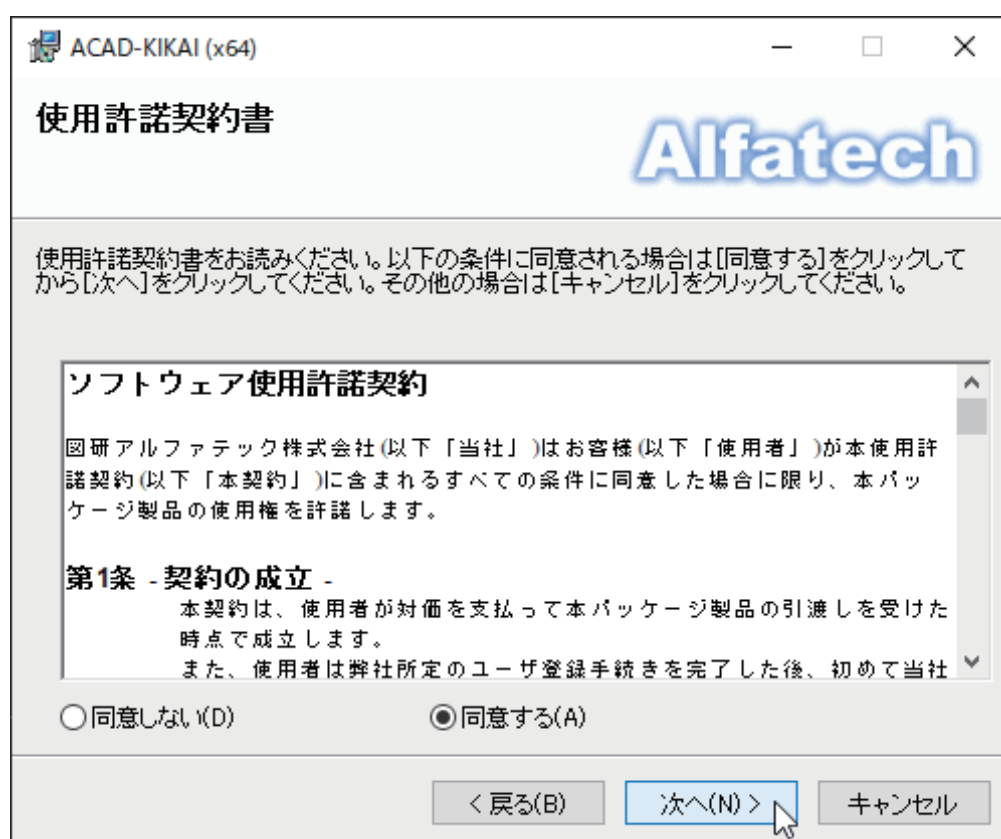 ACAD-KIKAI (x64)
使用許諾契約書
Alfatech
使用許諾契約書をお読みください。以下の条件に同意される場合は[同意する]をクリックして
から[次へ]をクリックしてください。その他の場合は[キャンセル]をクリックしてください。
ソフトウェア使用許諾契約
図研アルファテック株式会社(以下「当社」)はお客様(以下「使用者」)が本使用許
諾契約(以下「本契約」)に含まれるすべての条件に同意した場合に限り、本パッ
ケージ製品の使用権を許諾します。
第1条 - 契約の成立 -
本契約は、使用者が対価を支払って本パッケージ製品の引渡しを受けた
時点で成立します。
また、使用者は弊社所定のユーザ登録手続きを完了した後、初めて当社
同意しない(D)
同意する(A)
< 戻る(B)
次へ(N) >
キャンセル